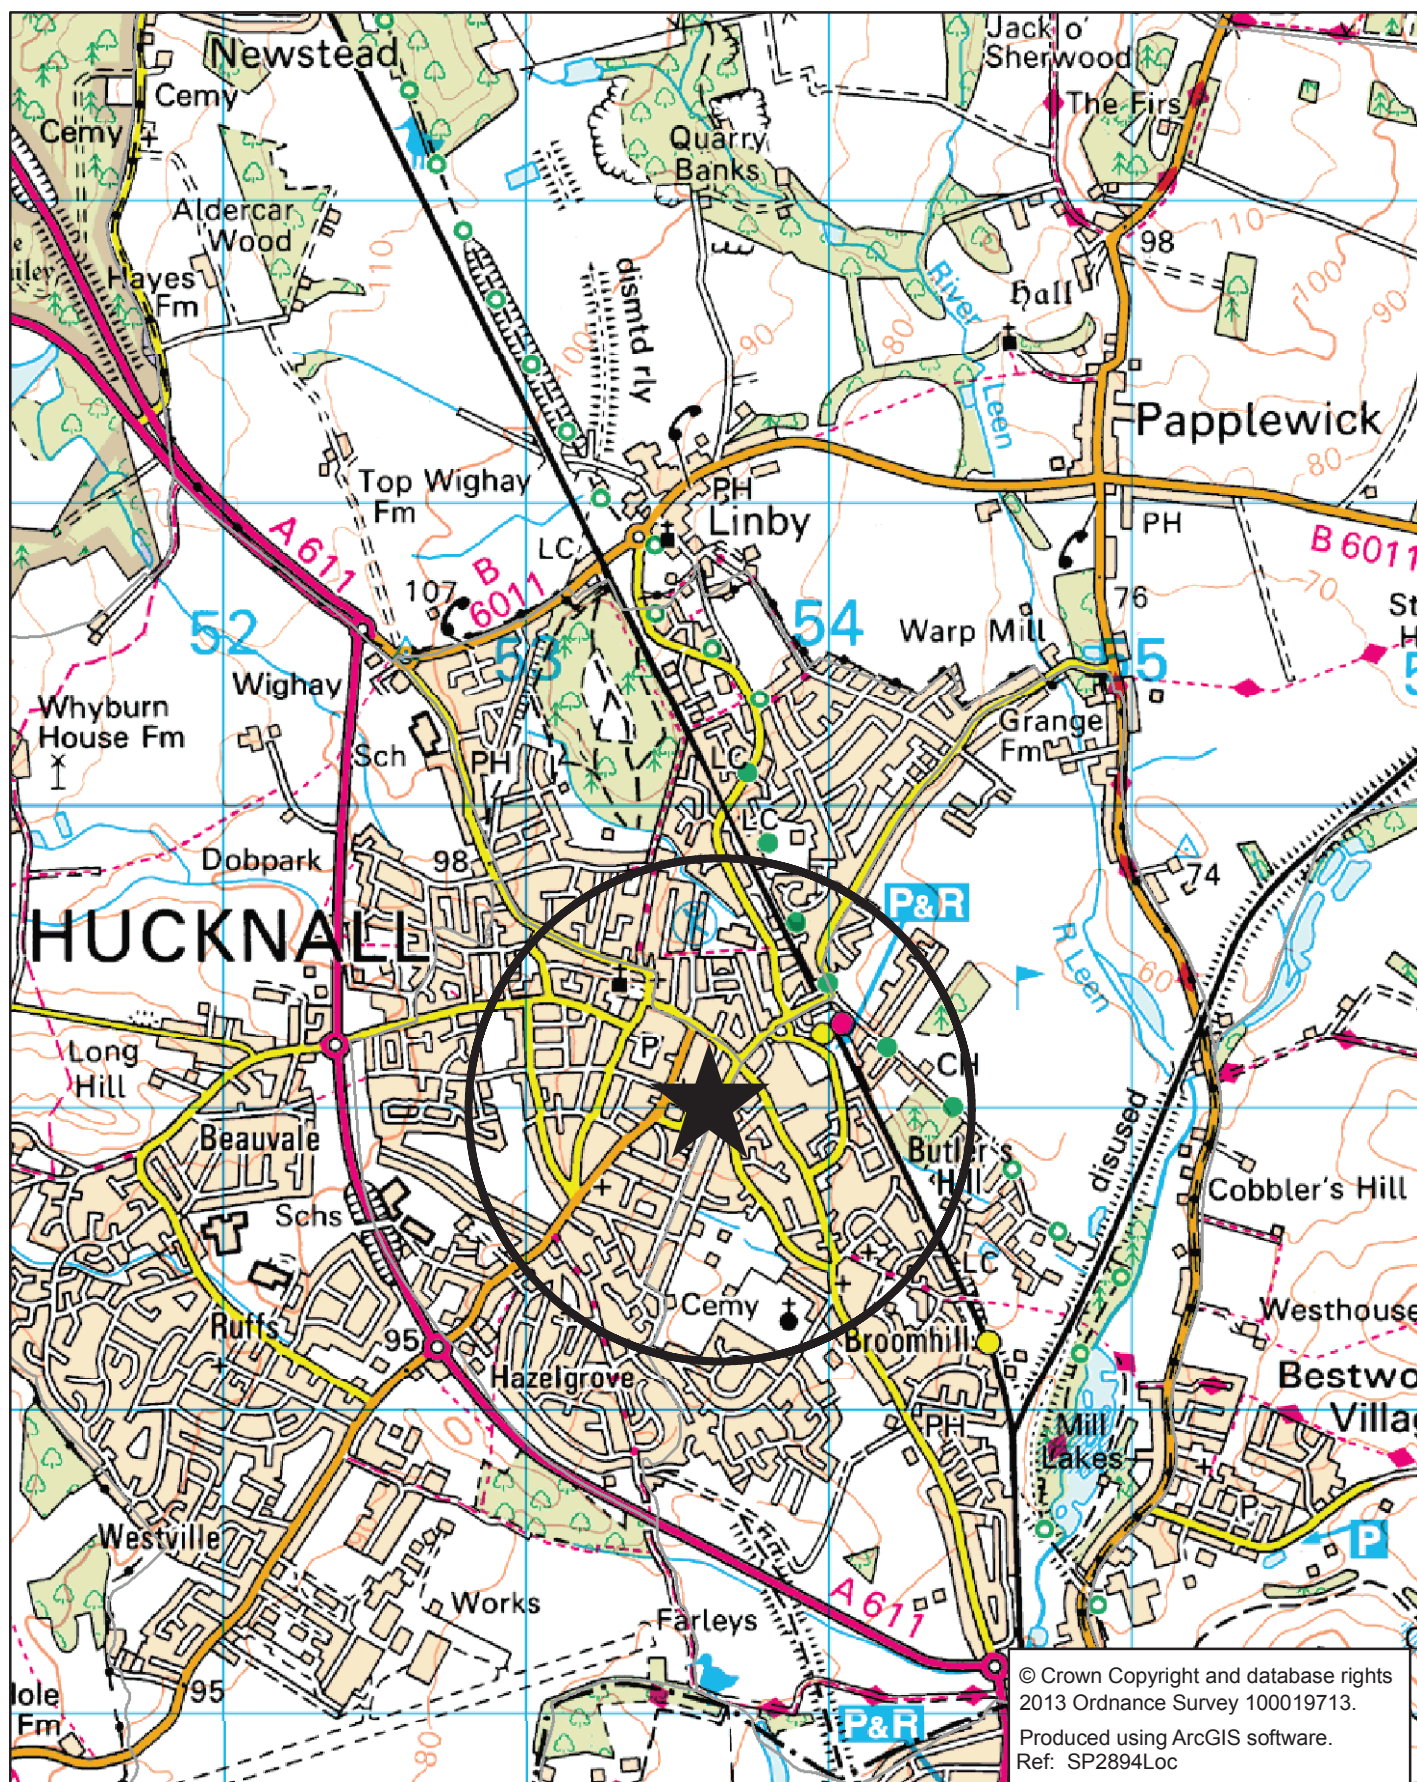 Newstead
Jack o'
Sherwood
Cemy
The Firs
Cemy
Quarry
Banks
Aldercar
Wood
98
110
110
Hayes
Fm
River
Leen
Hall
100
90
dismtd rly
100
90
80
Papplewick
80
Top Wighay
Fm
PH
Linby
PH
A 611
LC
B 6011
B
6011
107
70
76
52
53
54
55
Warp Mill
Wighay
Whyburn
House Fm
Grange
Fm
Sch
PH
LC
LC
Dobpark
98
74
P&R
HUCKNALL
R Leen
60
Long
Hill
P
CH
Beauvale
disused
Butler's
Hill
Cobbler's Hill
Schs
LC
Cemy
Westhouse
Ruffs
95
Broomhill
Hazelgrove
Bestwo
Villag
PH
Mill
Lakes
P
Westville
P
Works
A 611
Farleys
95
Fm
80
P&R
© Crown Copyright and database rights
2013 Ordnance Survey 100019713.
Produced using ArcGIS software.
Ref: SP2894Loc